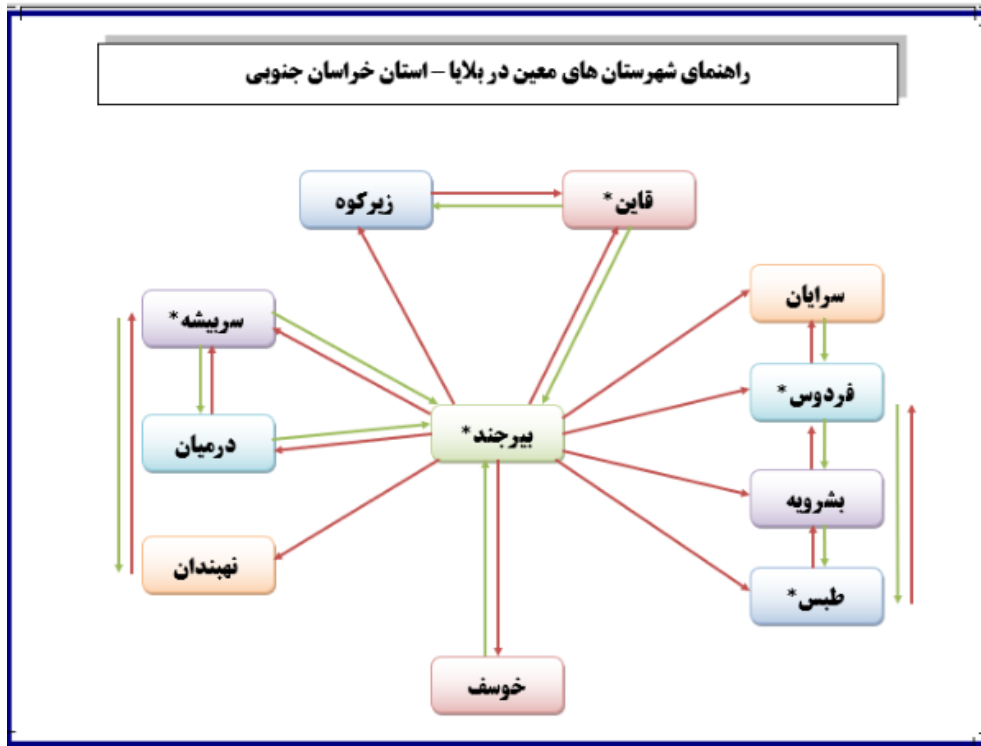 راهنمای شهرستان های معین در بلایا – استان خراسان جنوبی
قاین*
زیرکوه
سرایان
سربیشه*
فردوس*
بیرجند*
درمیان
بشرویه
نهبندان
طبس*
خوسف